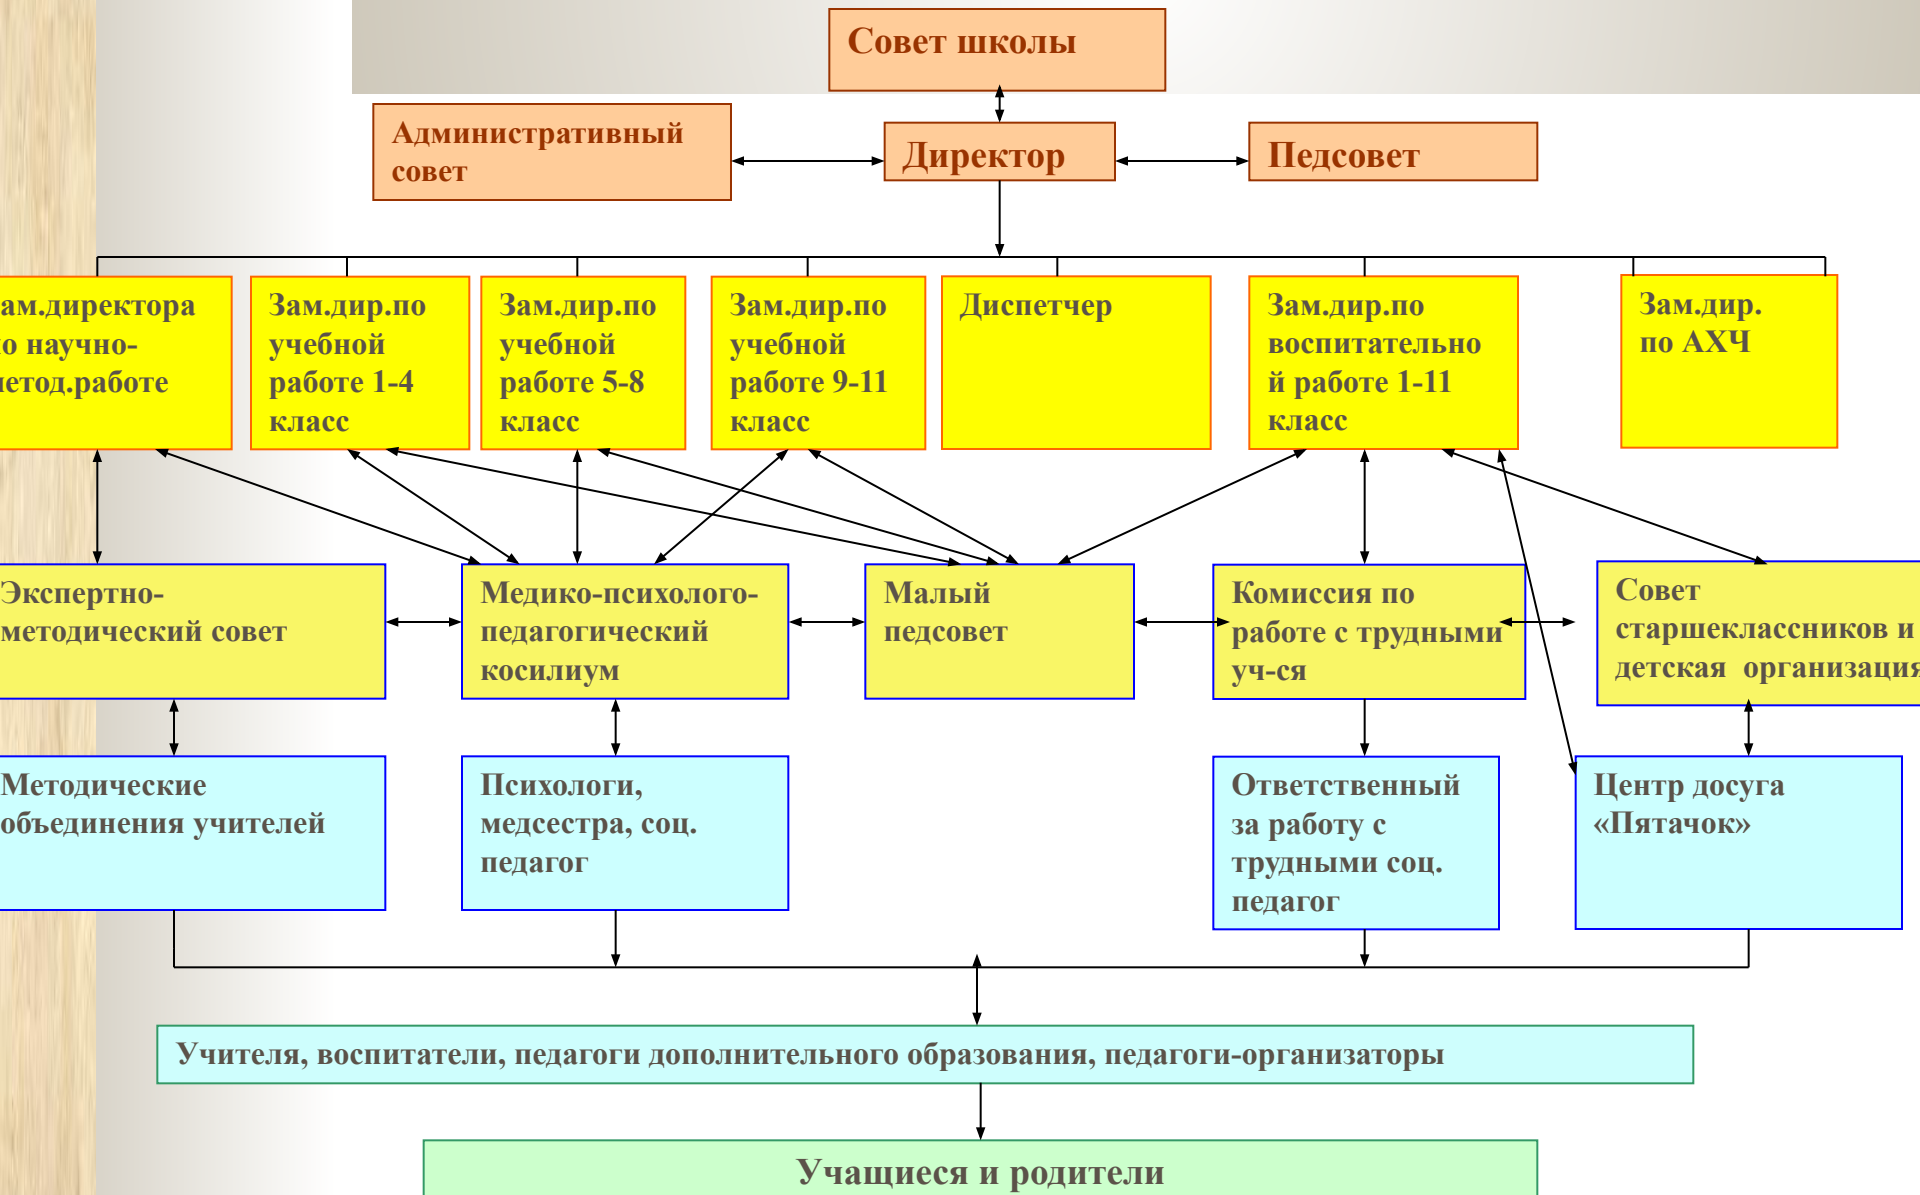 Совет школы
Административный
совет
Директор
Педсовет
ам.директора
о научно-
етод.работе
Зам.дир.по
учебной
работе 1-4
класс
Зам.дир.по
учебной
работе 5-8
класс
Зам.дир.по
учебной
работе 9-11
класс
Диспетчер
Зам.дир.по
воспитательно
й работе 1-11
класс
Зам.дир.
по АХЧ
Экспертно-
методический совет
Медико-психолого-
педагогический
косилиум
Малый
педсовет
Комиссия по
работе с трудными
уч-ся
Совет
старшеклассников и
детская организация
Методические
объединения учителей
Психологи,
медсестра, соц.
педагог
Ответственный
за работу с
трудными соц.
педагог
Центр досуга
«Пятачок»
Учителя, воспитатели, педагоги дополнительного образования, педагоги-организаторы
Учащиеся и родители